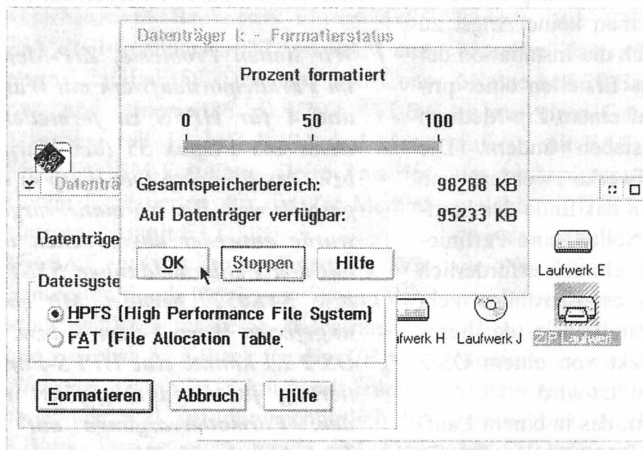 Datenträger I: - Formatierstatus
Prozent formatiert
0 50 100
Gesamtspeicherbereich: 98288 KB
Auf Datenträger verfügbar: 95233 KB
OK Stoppen Hilfe
Datenträ
enträge
Dateisyste
HPFS (High Performance File System)
FAT (File Allocation Table)
Formatieren Abbruch Hilfe
Laufwerk E
ufwerk H Laufwerk J ZIP Laufwerk